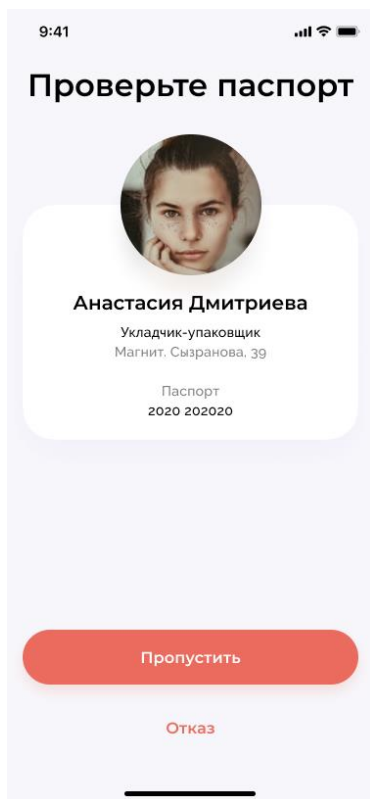 9:41
Проверьте паспорт
Анастасия Дмитриева
Укладчик-упаковщик
Магнит. Сызранова, 39
Паспорт
2020 202020
Пропустить
Отказ